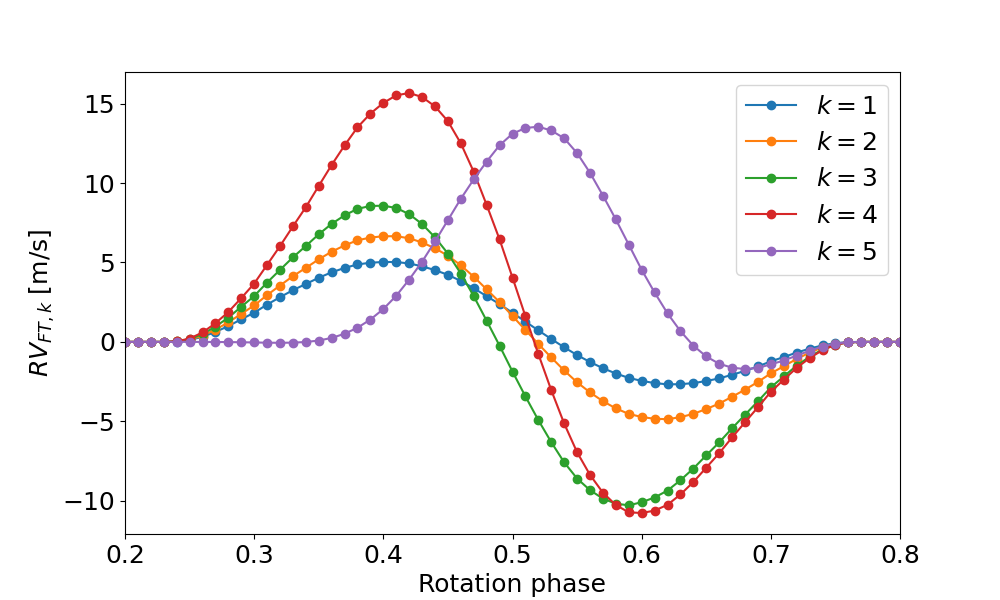 k = 1
k = 2
k = 3
k = 4
k = 5
RV_{FT, k} [m/s]
15
10
5
0
−5
−10
0.2 0.3 0.4 0.5 0.6 0.7 0.8
Rotation phase